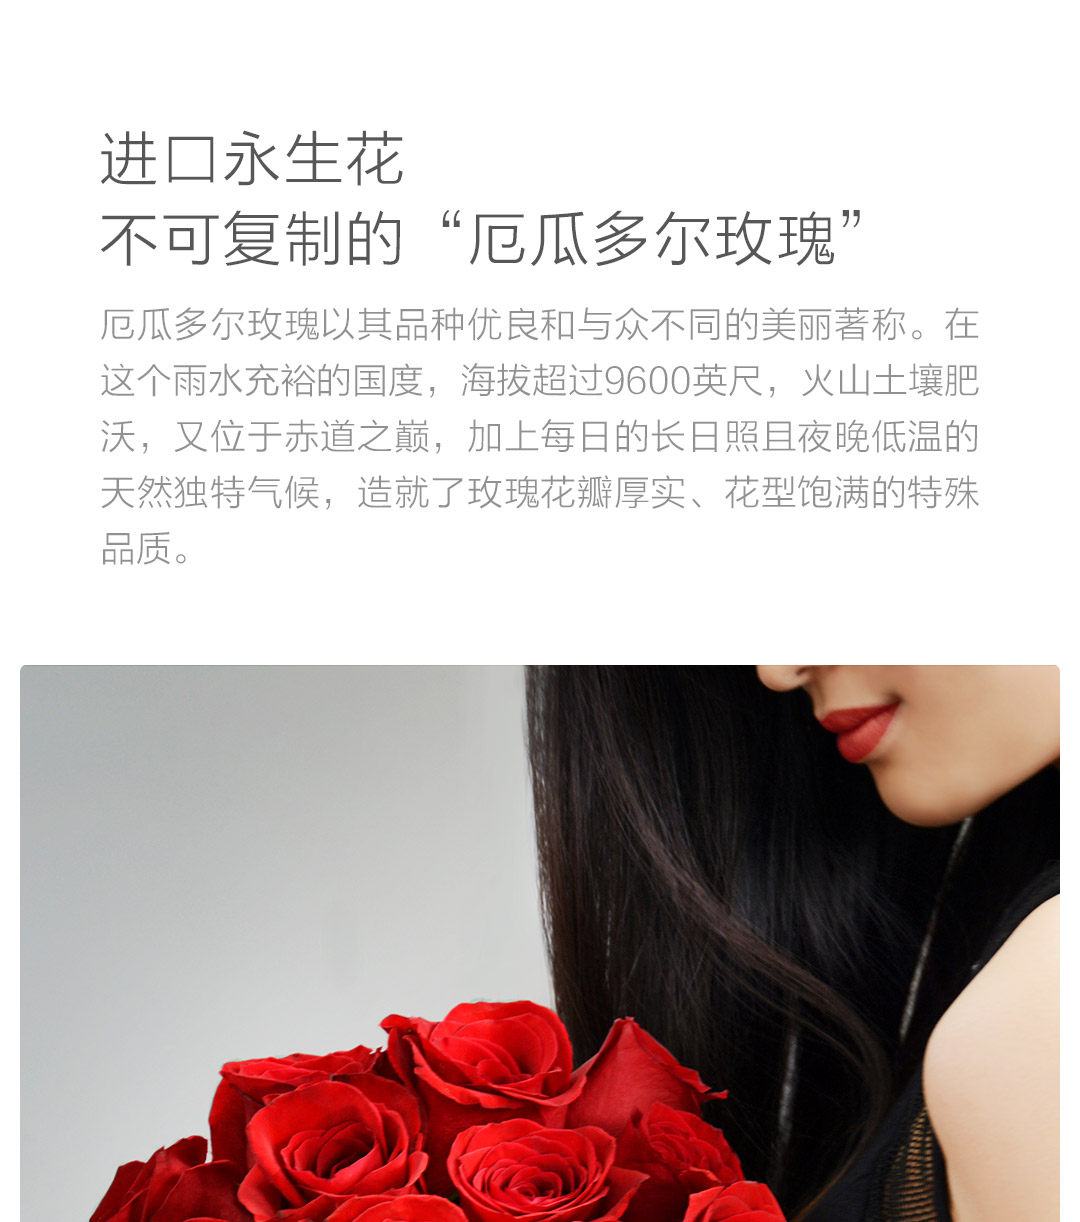 进口永生花
不可复制的“厄瓜多尔玫瑰”
厄瓜多尔玫瑰以其品种优良和与众不同的美丽著称。在
这个雨水充裕的国度，海拔超过9600英尺，火山土壤肥
沃，又位于赤道之巅，加上每日的长日照且夜晚低温的
天然独特气候，造就了玫瑰花瓣厚实、花型饱满的特殊
品质。